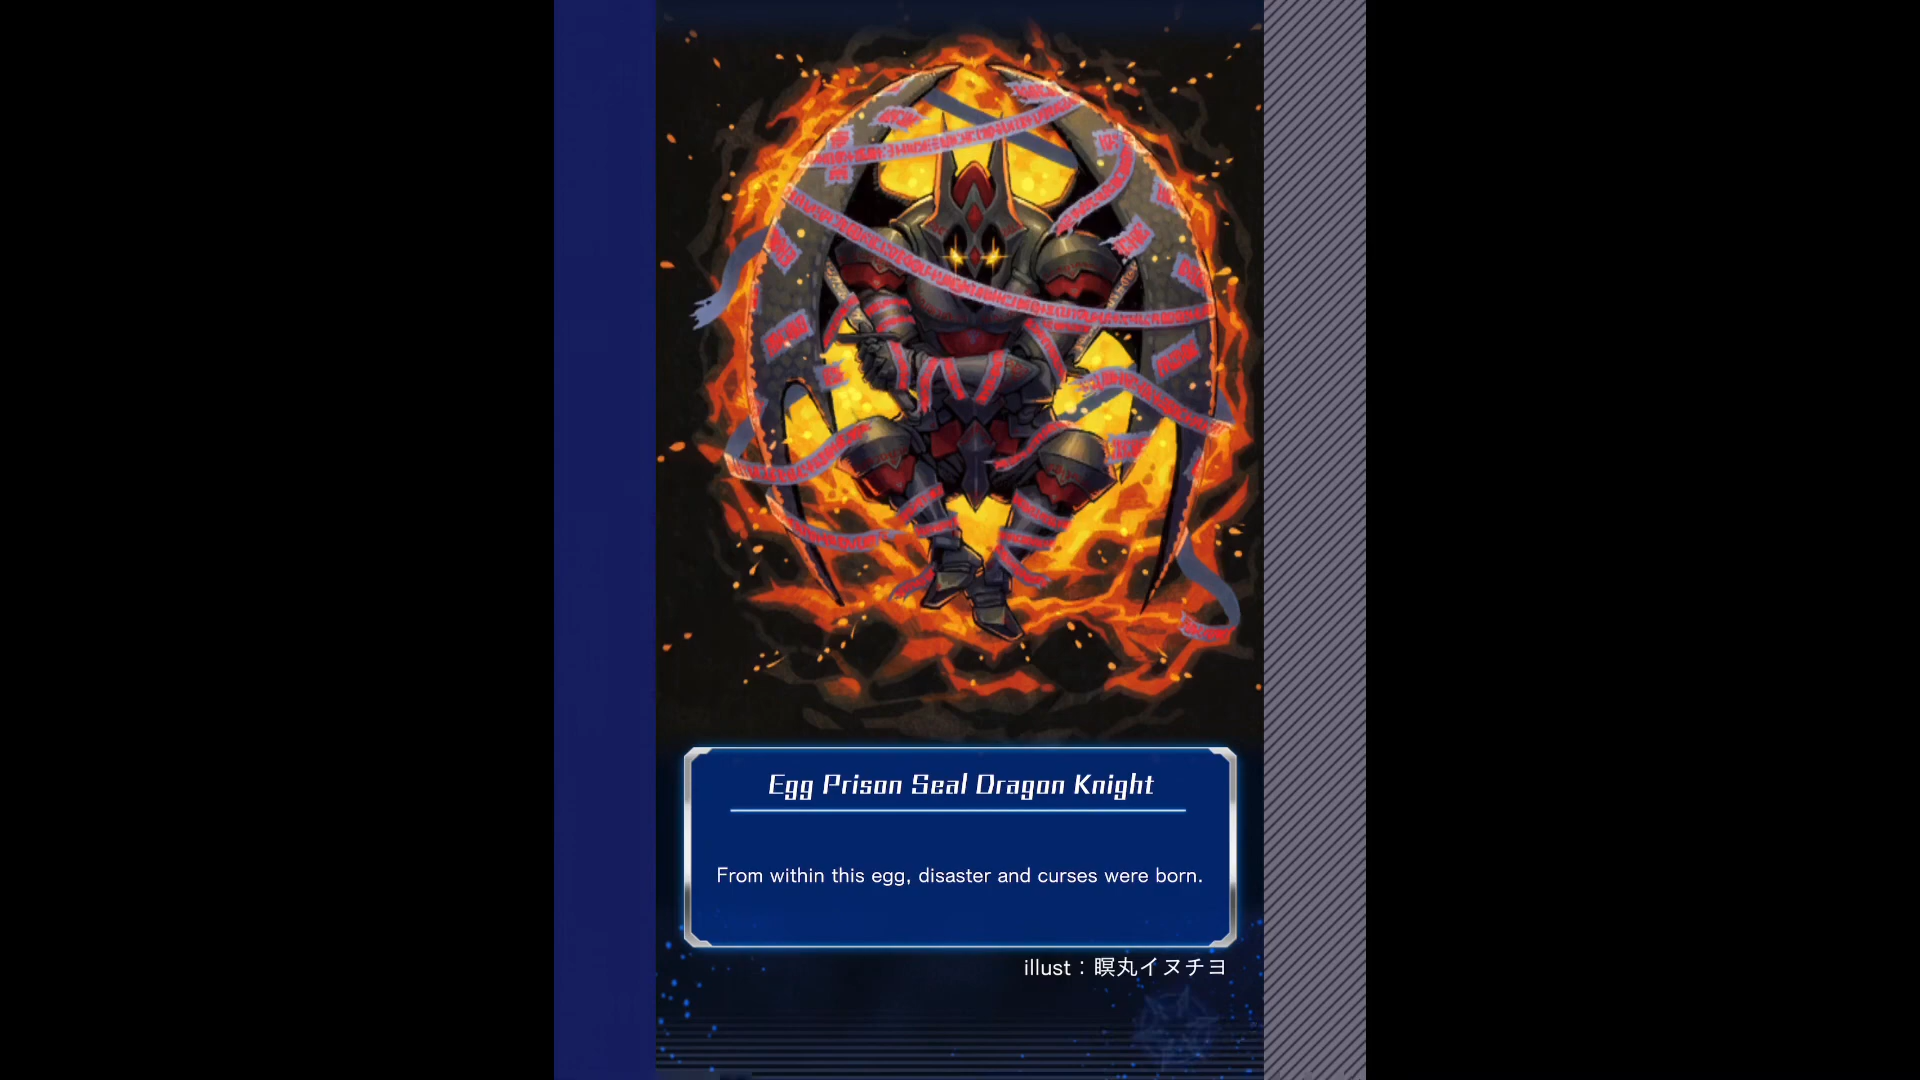 Egg Prison Seal Dragon Knight
From within this egg, disaster and curses were born.
illust：瞑丸イヌチヨ